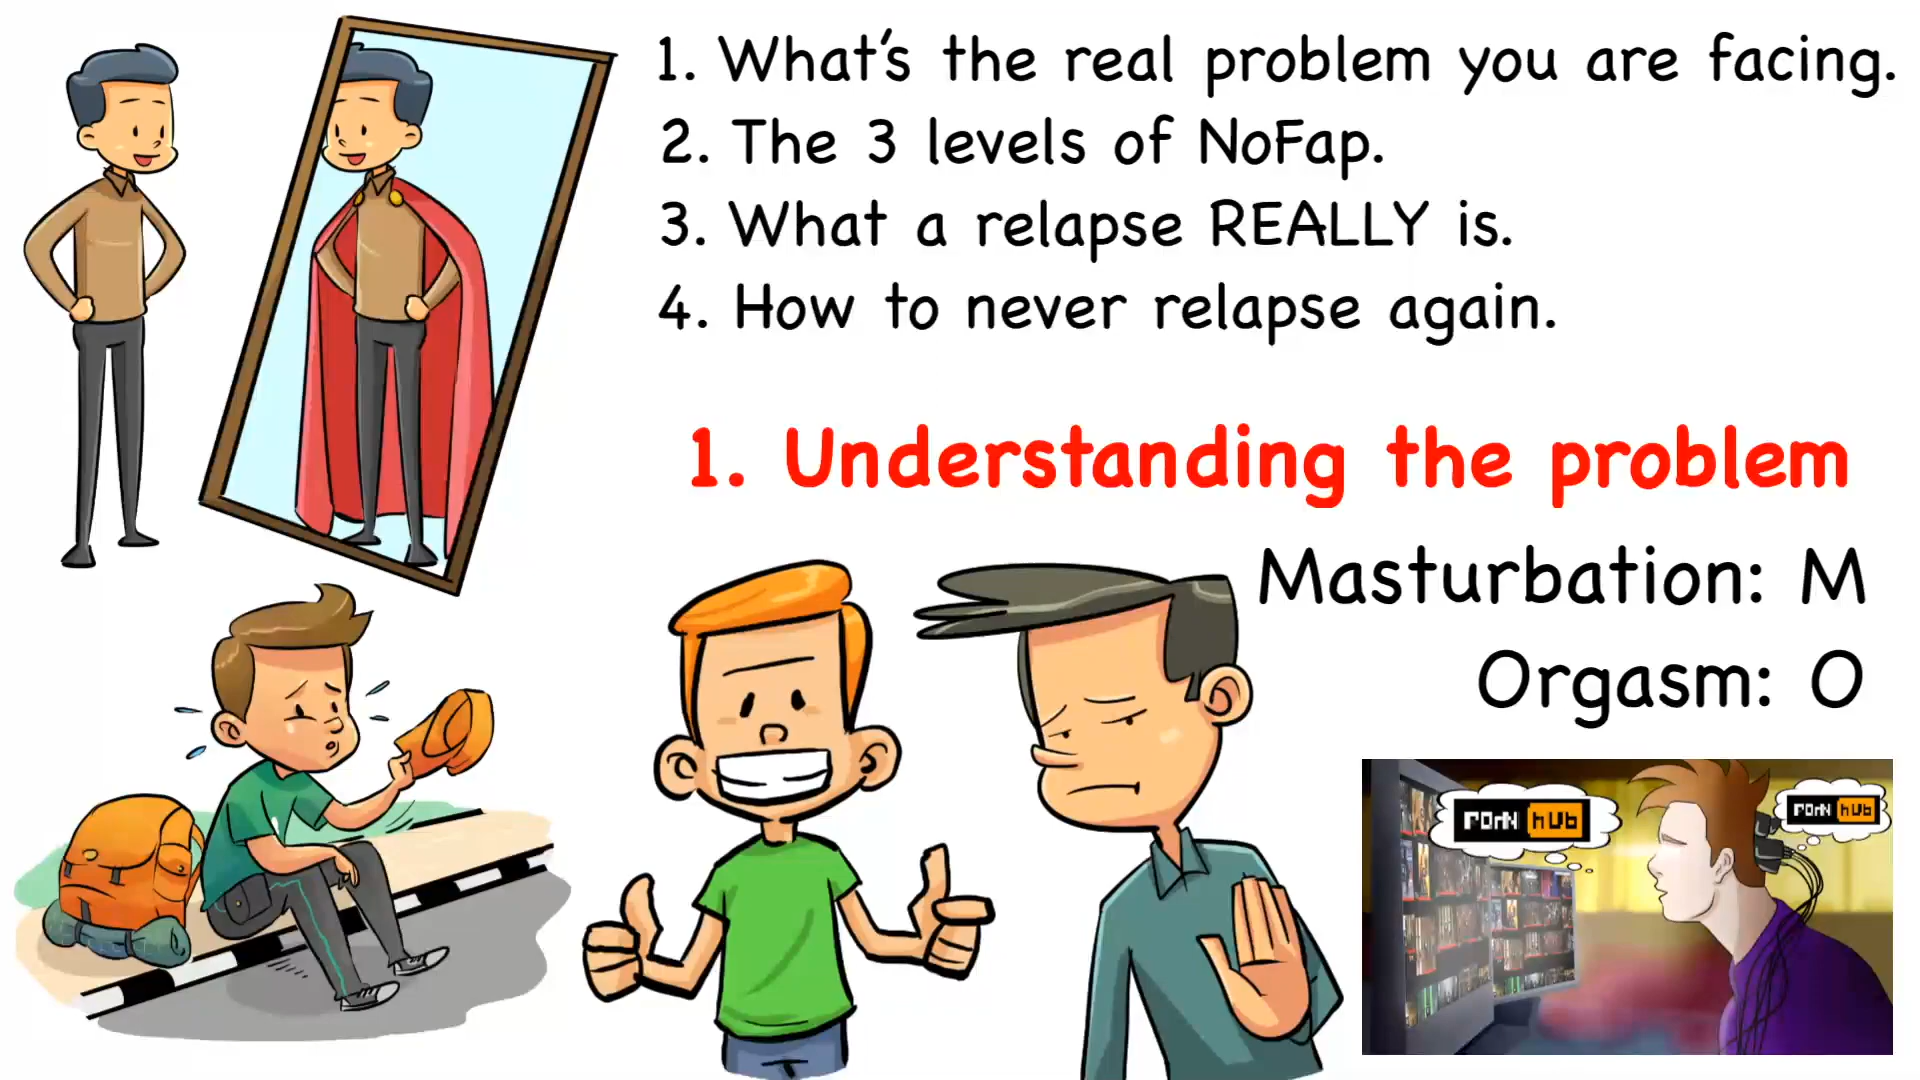 1. What's the real problem you are facing.
2. The 3 levels of NoFap.
3. What a relapse REALLY is.
4. How to never relapse again.
1. Understanding the problem
Masturbation: M
Orgasm: O
Porn hub
Porn hub